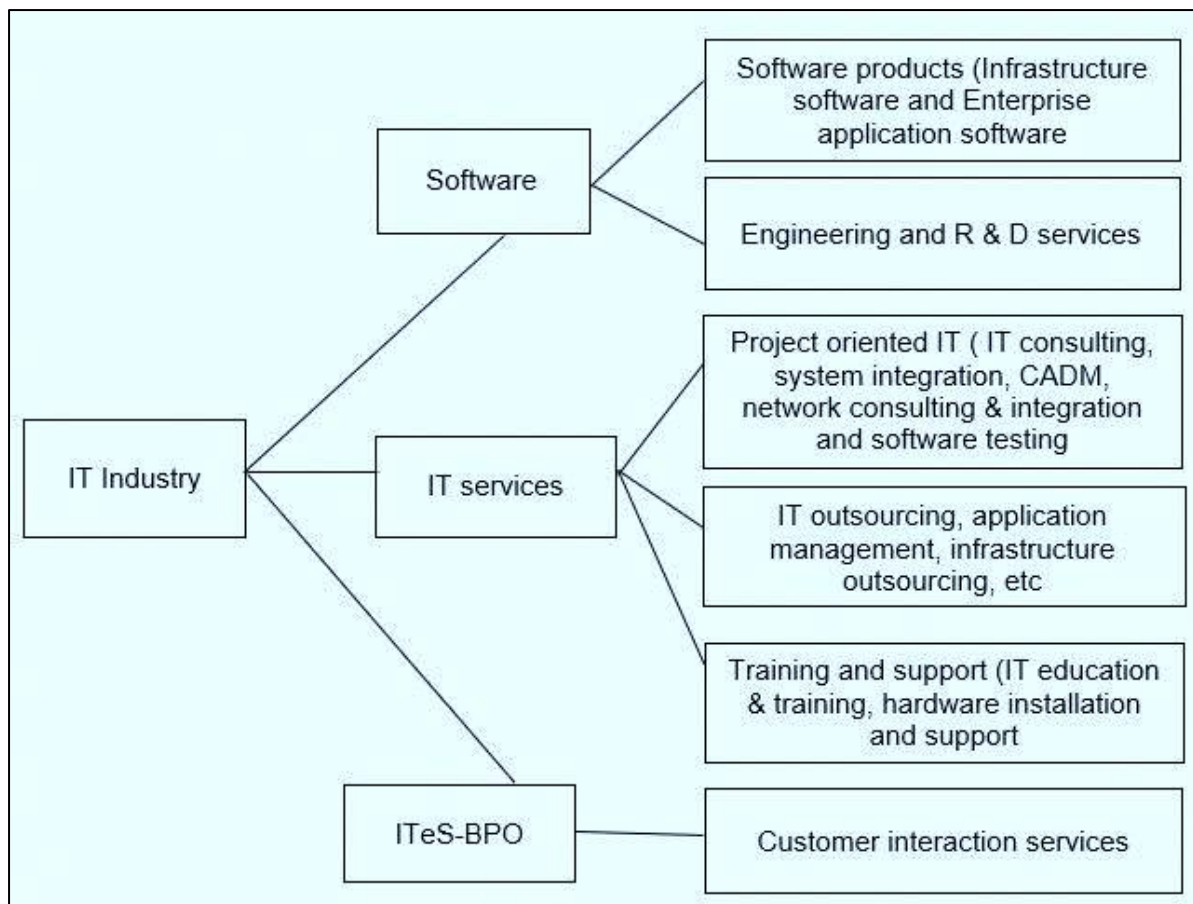 Software products (Infrastructure
software and Enterprise
application software
Software
Engineering and R & D services
Project oriented IT ( IT consulting,
system integration, CADM,
network consulting & integration
and software testing
IT Industry
IT services
IT outsourcing, application
management, infrastructure
outsourcing, etc
Training and support (IT education
& training, hardware installation
and support
ITeS-BPO
Customer interaction services